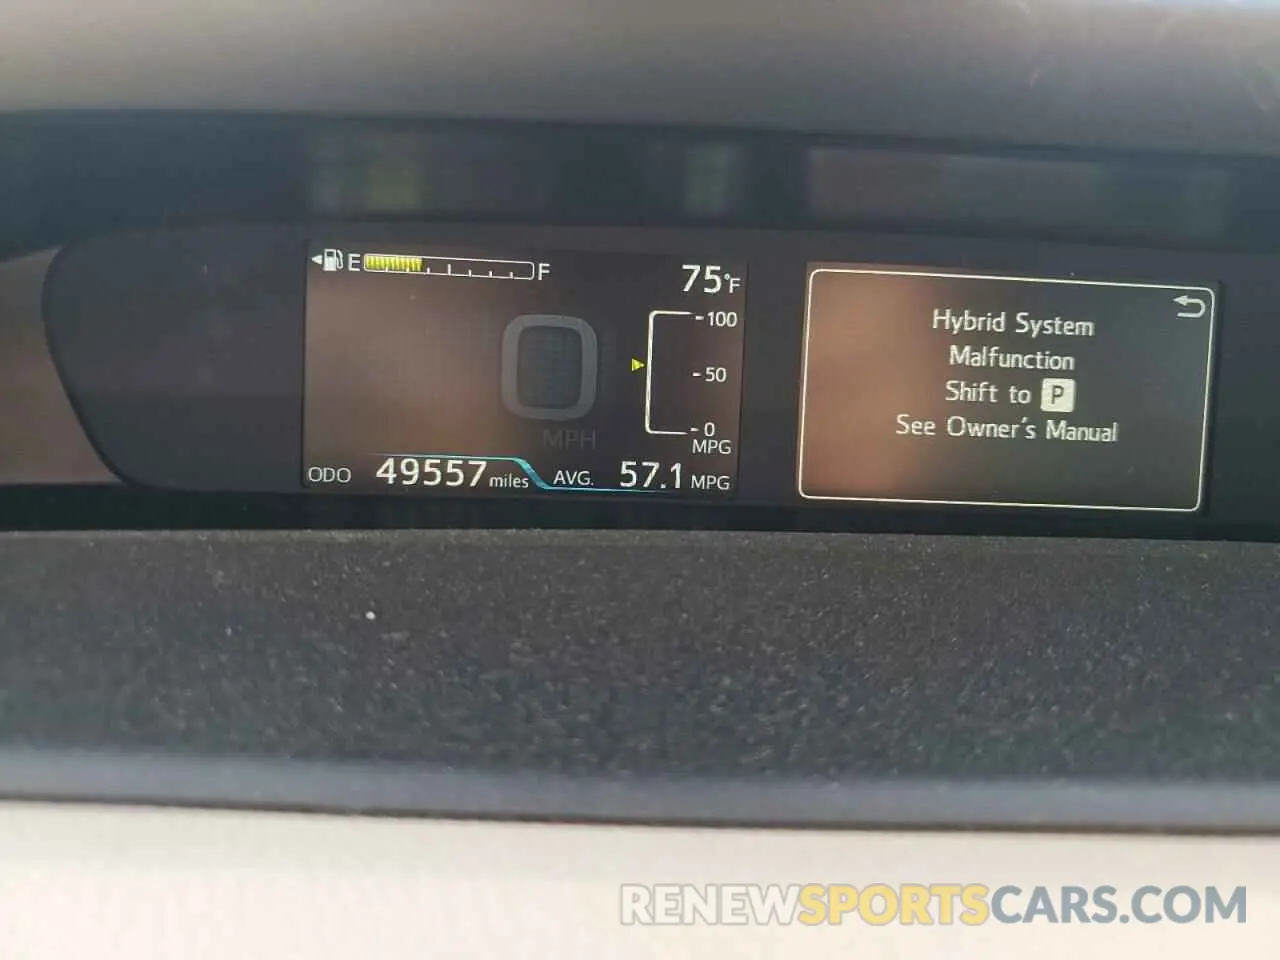 E F
75°F
100
50
0
MPG
0
MPH
ODO 49557 miles AVG. 57.1 MPG
Hybrid System
Malfunction
Shift to P
See Owner's Manual
RENEWSPORTSCARS.COM